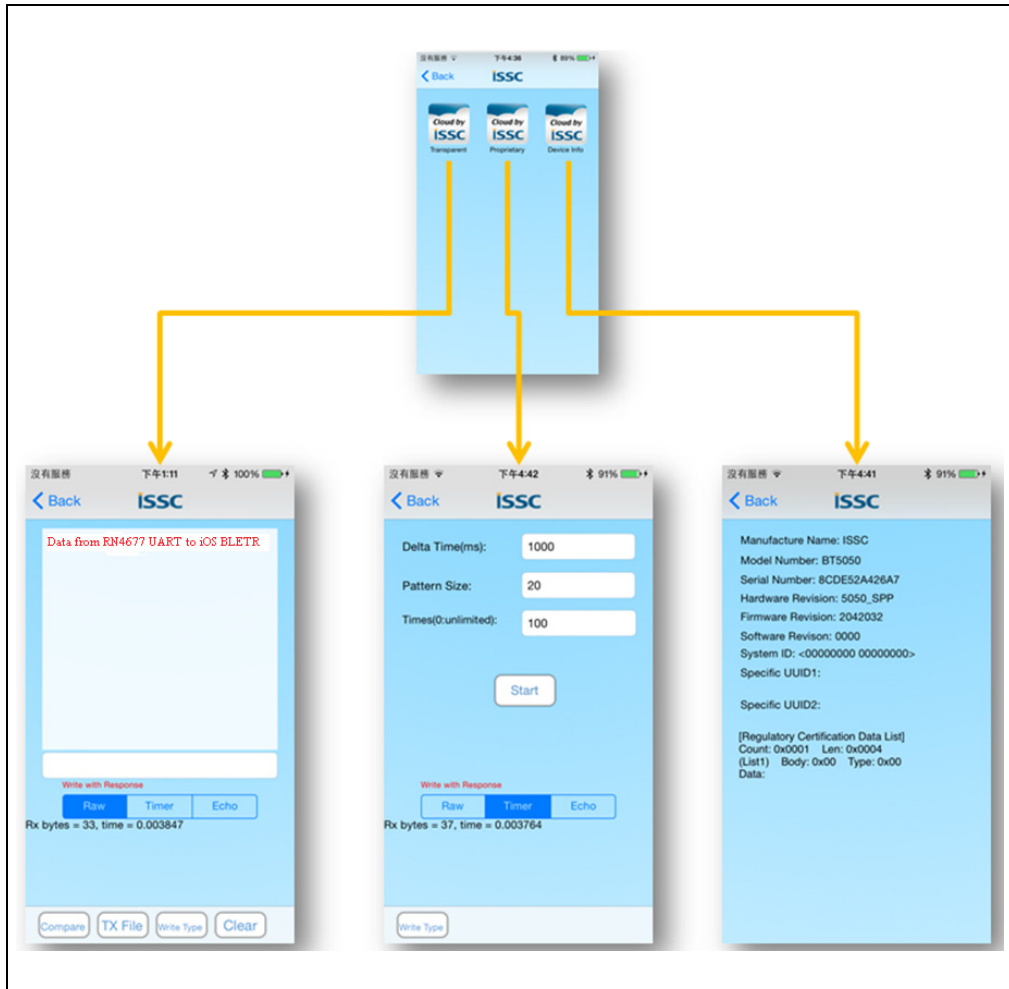 沒有服務 下午4:36 89%
Back ISSC
Cloud by ISSC Cloud by ISSC Cloud by ISSC
Transparent Proprietary Device Info
沒有服務 下午1:11 100%
Back ISSC
Data from RN4677 UART to iOS BLETR
Write with Response
Raw Timer Echo
Rx bytes = 33, time = 0.003847
Compare TX File Write Type Clear
沒有服務 下午4:42 91%
Back ISSC
Delta Time(ms): 1000
Pattern Size: 20
Times(0:unlimited): 100
Start
Write with Response
Raw Timer Echo
Rx bytes = 37, time = 0.003764
Write Type
沒有服務 下午4:41 91%
Back ISSC
Manufacture Name: ISSC
Model Number: BT5050
Serial Number: 8CDE52A426A7
Hardware Revision: 5050_SPP
Firmware Revision: 2042032
Software Revison: 0000
System ID: <00000000 00000000>
Specific UUID1:
Specific UUID2:
[Regulatory Certification Data List]
Count: 0x0001 Len: 0x0004
(List1) Body: 0x00 Type: 0x00
Data: